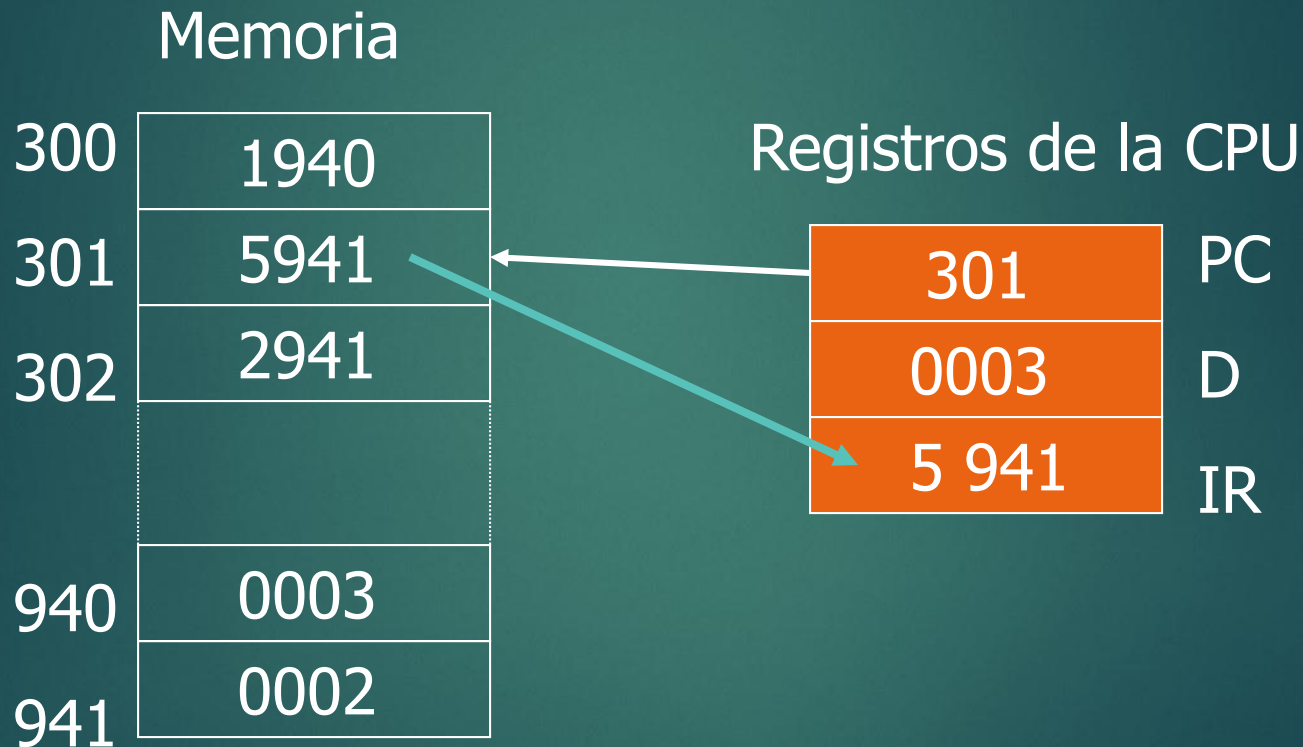 Memoria
300 1940
301 5941
302 2941
940 0003
941 0002
Registros de la CPU
301 PC
0003 D
5 941 IR